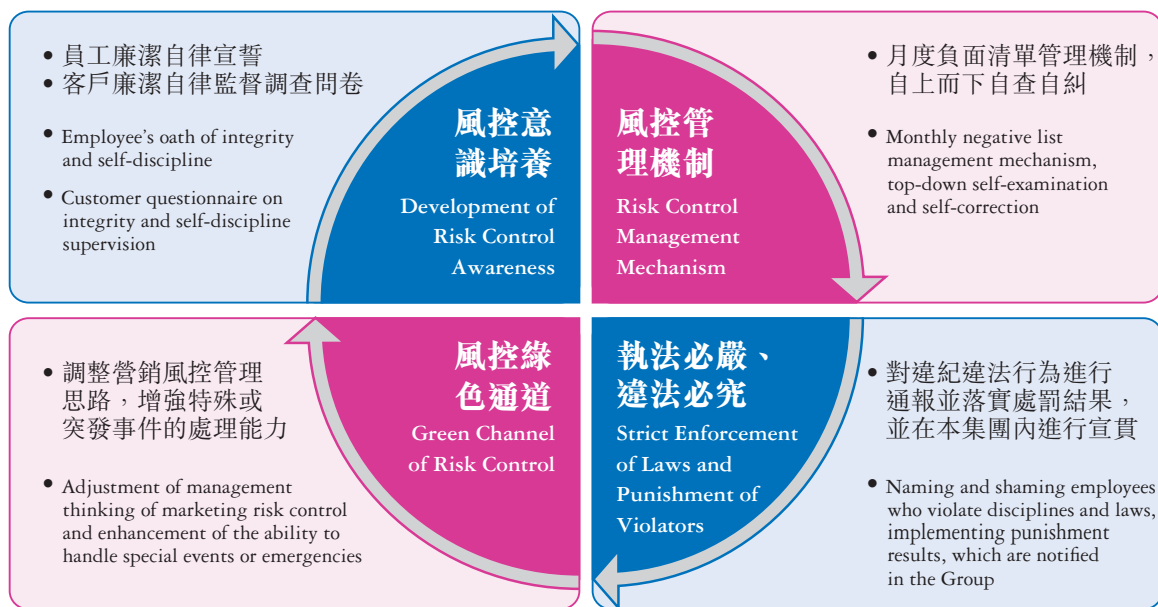 • 員工廉潔自律宣誓
• 客戶廉潔自律監督調查問卷
• Employee’s oath of integrity
and self-discipline
• Customer questionnaire on
integrity and self-discipline
supervision
風控意
識培養
Development of
Risk Control
Awareness
風控管
理機制
Risk Control
Management
Mechanism
• 月度負面清單管理機制，
自上而下自查自糾
• Monthly negative list
management mechanism,
top-down self-examination
and self-correction
• 調整營銷風控管理
思路，增強特殊或
突發事件的處理能力
• Adjustment of management
thinking of marketing risk control
and enhancement of the ability to
handle special events or emergencies
風控綠
色通道
Green Channel
of Risk Control
執法必嚴、
違法必究
Strict Enforcement
of Laws and
Punishment of
Violators
• 對違紀違法行為進行
通報並落實處罰結果，
並在本集團內進行宣貫
• Naming and shaming employees
who violate disciplines and laws,
implementing punishment
results, which are notified
in the Group